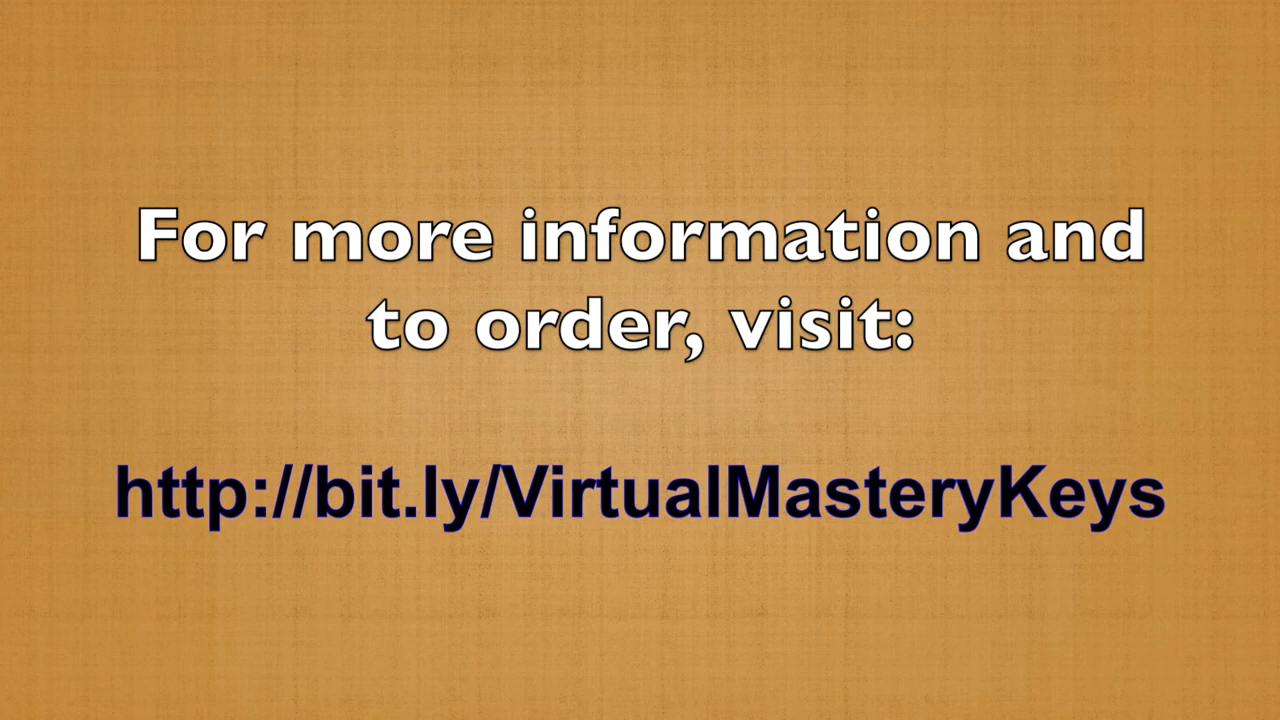 For more information and
to order, visit:
http://bit.ly/VirtualMasteryKeys